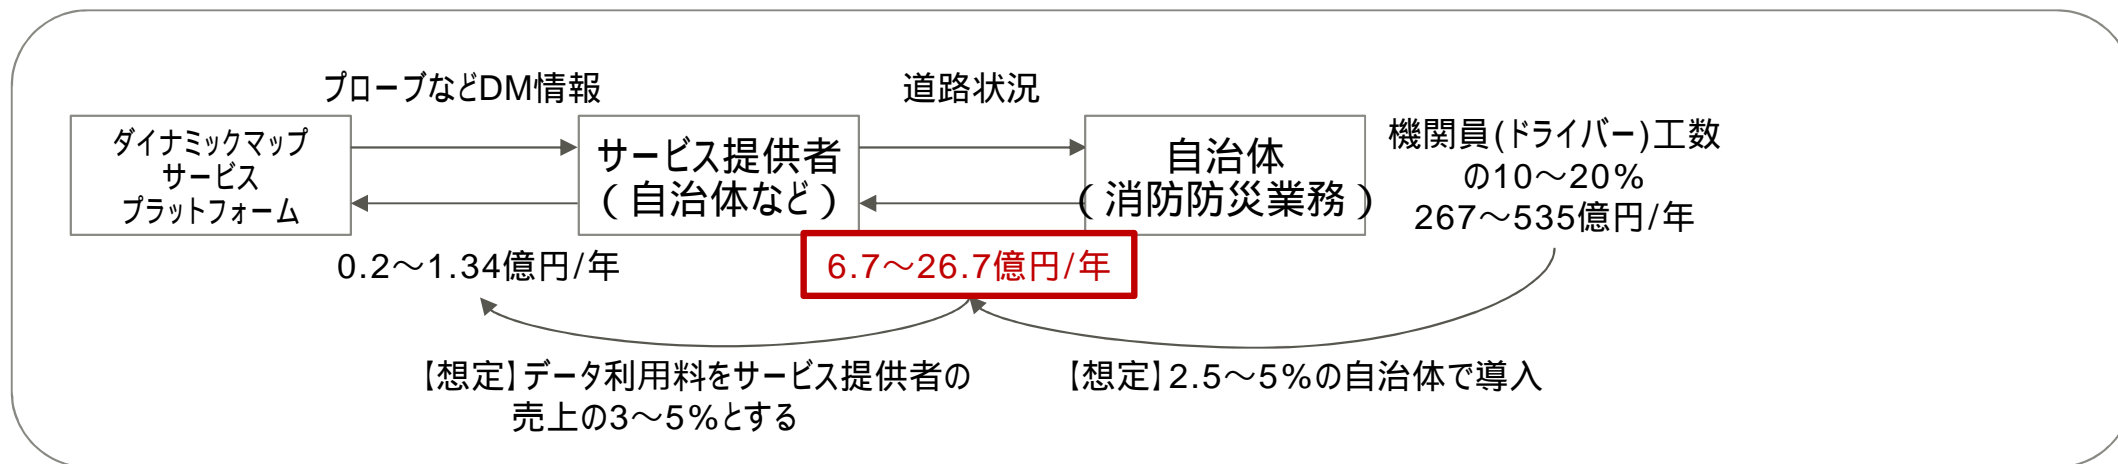 プローブなどDM情報
道路状況
ダイナミックマップ
サービス
プラットフォーム
サービス提供者
(自治体など)
自治体
(消防防災業務)
機関員(ドライバー)工数
の10～20%
267～535億円/年
0.2～1.34億円/年
6.7～26.7億円/年
【想定】データ利用料をサービス提供者の
売上の3～5%とする
【想定】2.5～5%の自治体で導入